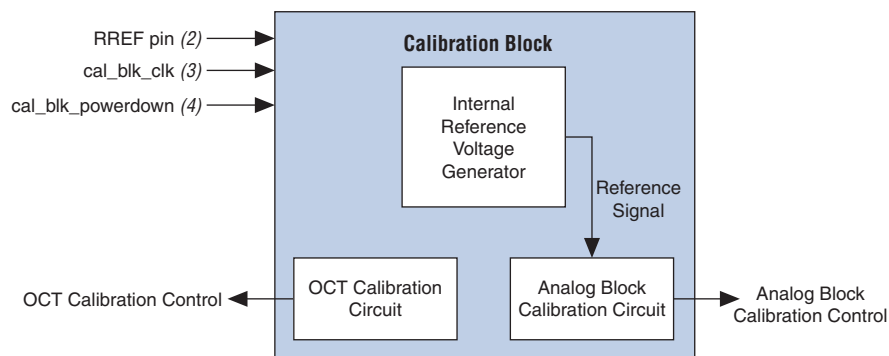 RREF pin (2)
cal_blk_clk (3)
cal_blk_powerdown (4)
Calibration Block
Internal
Reference
Voltage
Generator
Reference
Signal
OCT Calibration Control
OCT Calibration
Circuit
Analog Block
Calibration Circuit
Analog Block
Calibration Control